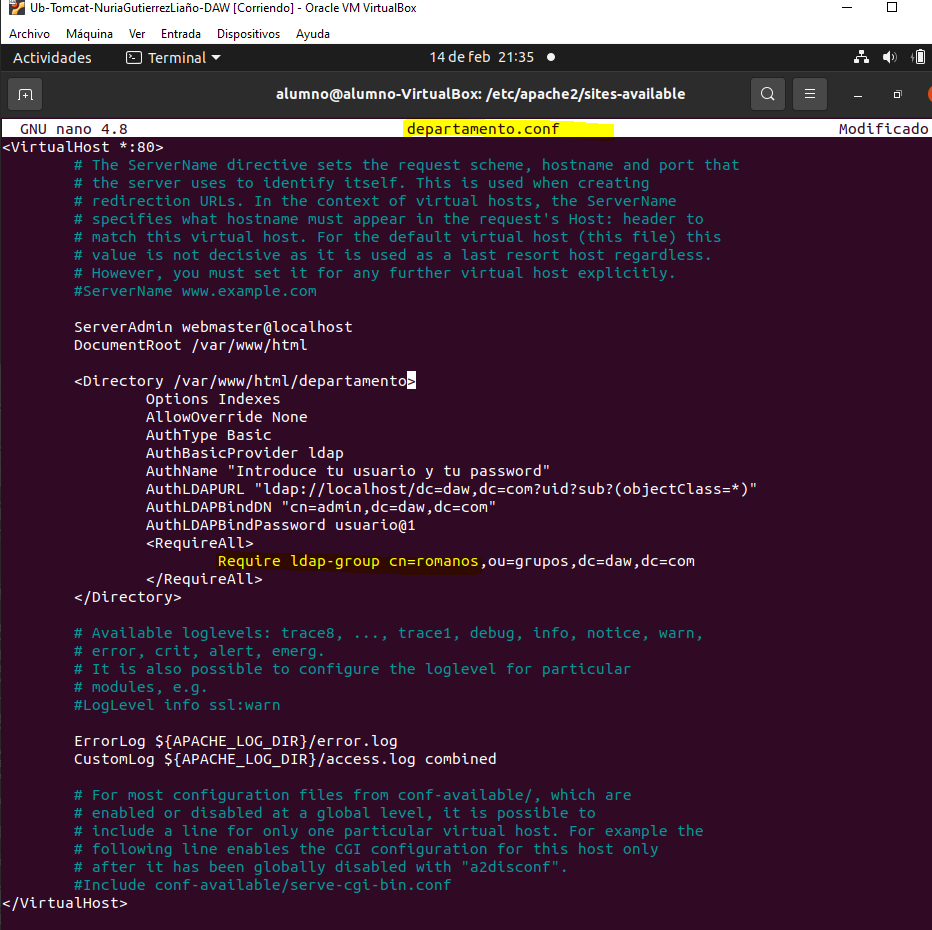 Ub-Tomcat-NuriaGutierrezLiaño-DAW [Corriendo] - Oracle VM VirtualBox
Archivo Máquina Ver Entrada Dispositivos Ayuda
Actividades Terminal 14 de feb 21:35
alumno@alumno-VirtualBox: /etc/apache2/sites-available
GNU nano 4.8 departamento.conf Modificado
<VirtualHost *:80>
# The ServerName directive sets the request scheme, hostname and port that
# the server uses to identify itself. This is used when creating
# redirection URLs. In the context of virtual hosts, the ServerName
# specifies what hostname must appear in the request's Host: header to
# match this virtual host. For the default virtual host (this file) this
# value is not decisive as it is used as a last resort host regardless.
# However, you must set it for any further virtual host explicitly.
#ServerName www.example.com
ServerAdmin webmaster@localhost
DocumentRoot /var/www/html
<Directory /var/www/html/departamento>
Options Indexes
AllowOverride None
AuthType Basic
AuthBasicProvider ldap
AuthName "Introduce tu usuario y tu password"
AuthLDAPURL "ldap://localhost/dc=daw,dc=com?uid?sub?(objectClass=*)"
AuthLDAPBindDN "cn=admin,dc=daw,dc=com"
AuthLDAPBindPassword usuario@1
<RequireAll>
Require ldap-group cn=romanos,ou=grupos,dc=daw,dc=com
</RequireAll>
</Directory>
# Available loglevels: trace8, ..., trace1, debug, info, notice, warn,
# error, crit, alert, emerg.
# It is also possible to configure the loglevel for particular
# modules, e.g.
#LogLevel info ssl:warn
ErrorLog ${APACHE_LOG_DIR}/error.log
CustomLog ${APACHE_LOG_DIR}/access.log combined
# For most configuration files from conf-available/, which are
# enabled or disabled at a global level, it is possible to
# include a line for only one particular virtual host. For example the
# following line enables the CGI configuration for this host only
# after it has been globally disabled with "a2disconf".
#Include conf-available/serve-cgi-bin.conf
</VirtualHost>